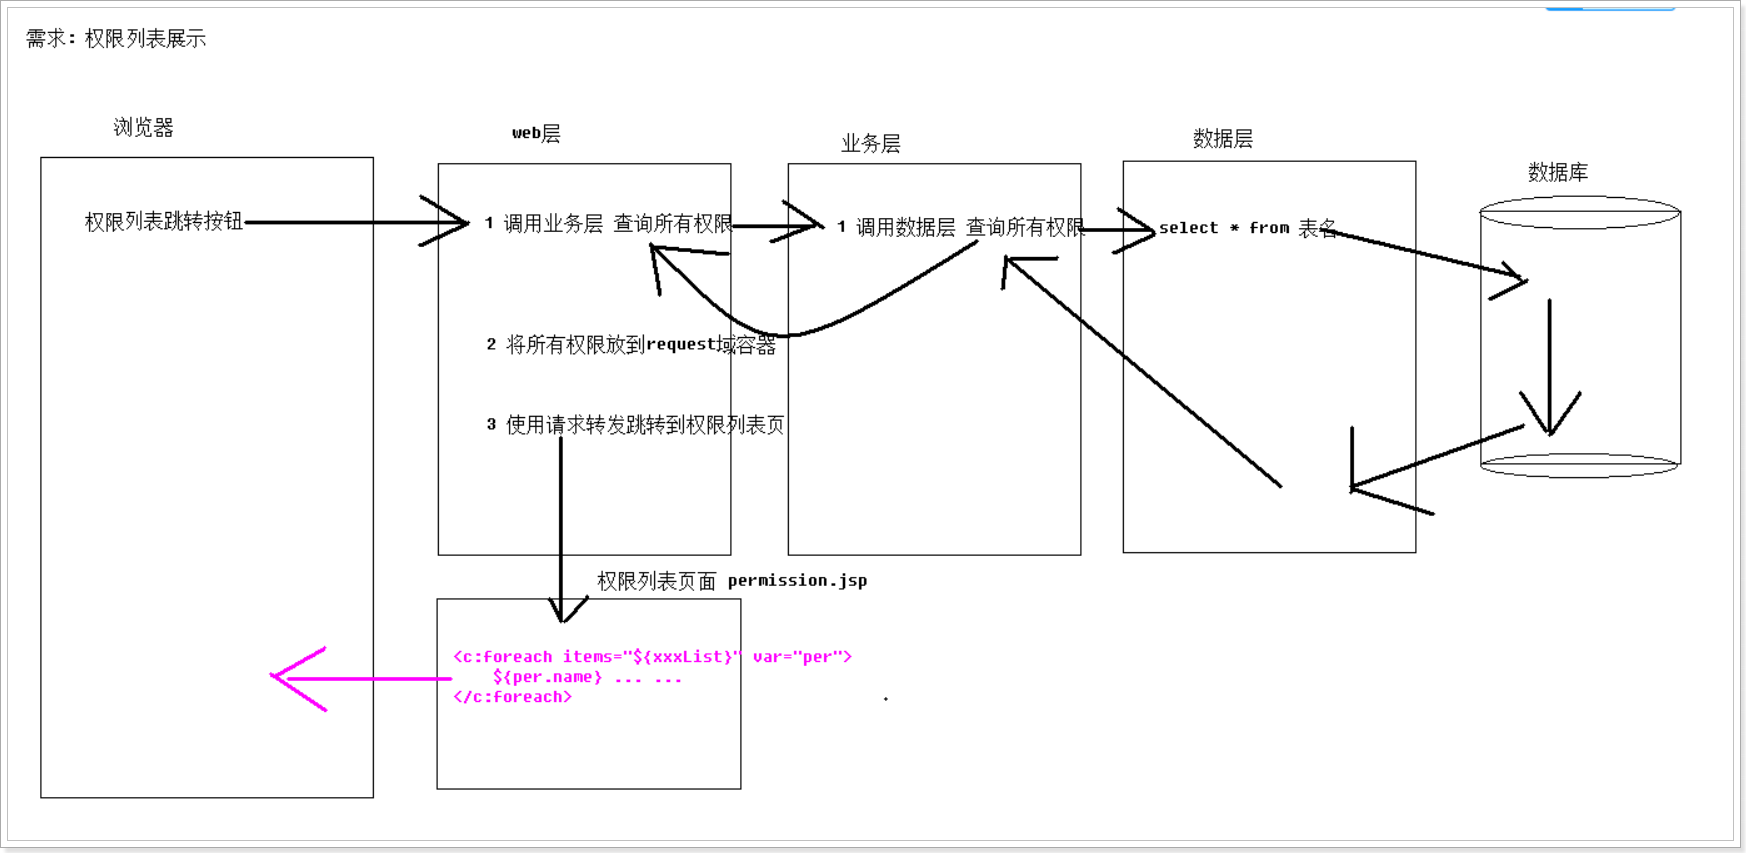 需求：权限列表展示
浏览器
web层
业务层
数据层
数据库
权限列表跳转按钮
1 调用业务层 查询所有权限
1 调用数据层 查询所有权限
select * from 表名
2 将所有权限放到request域容器
3 使用请求转发跳转到权限列表页
权限列表页面 permission.jsp
<c:foreach items="${xxxList}" var="per">
${per.name} ... ...
</c:foreach>